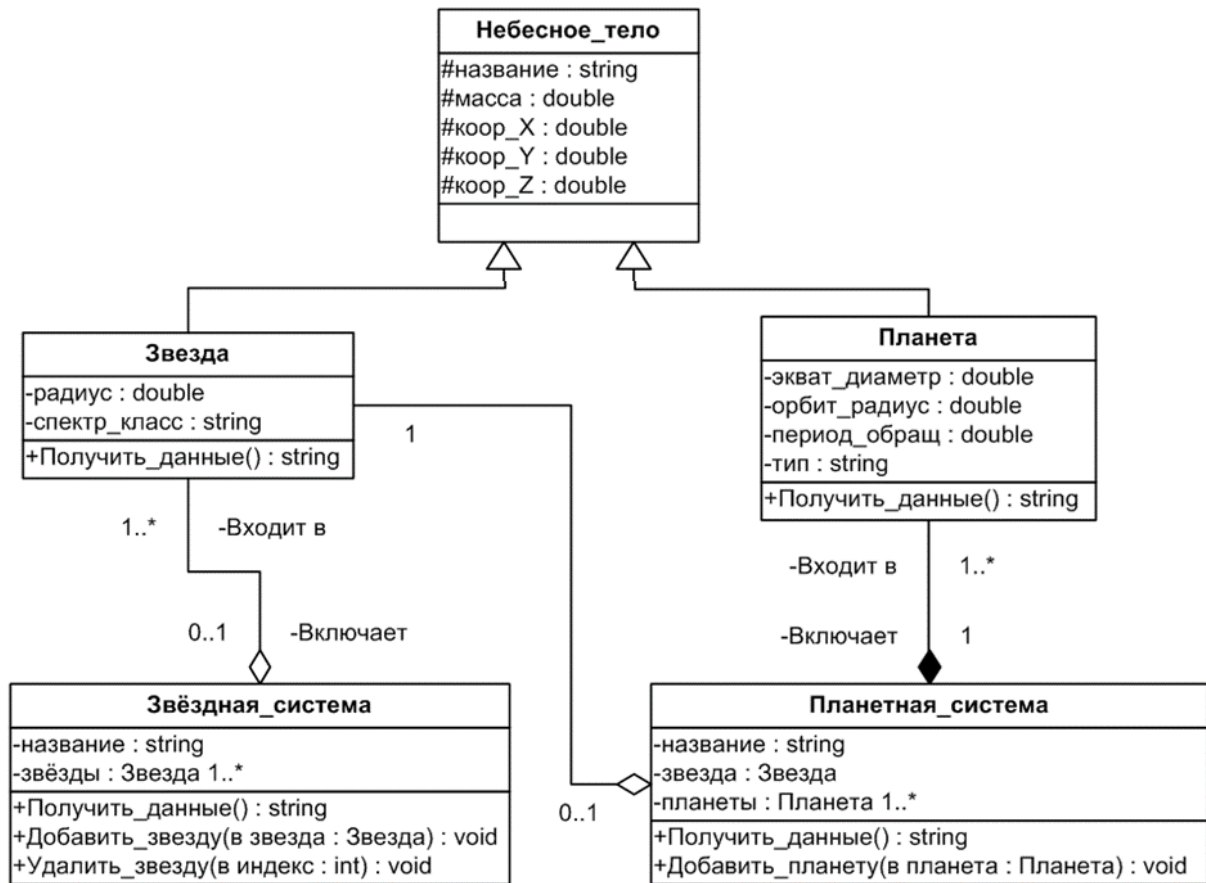 Небесное_тело
#название : string
#масса : double
#коор_X : double
#коор_Y : double
#коор_Z : double
Звезда
-радиус : double
-спектр_класс : string
+Получить_данные() : string
Планета
-экват_диаметр : double
-орбит_радиус : double
-период_обращ : double
-тип : string
+Получить_данные() : string
1
1..* -Входит в
-Входит в 1..*
0..1 -Включает
-Включает 1
Звёздная_система
-название : string
-звёзды : Звезда 1..*
+Получить_данные() : string
+Добавить_звезду(в звезда : Звезда) : void
+Удалить_звезду(в индекс : int) : void
0..1
Планетная_система
-название : string
-звезда : Звезда
-планеты : Планета 1..*
+Получить_данные() : string
+Добавить_планету(в планета : Планета) : void